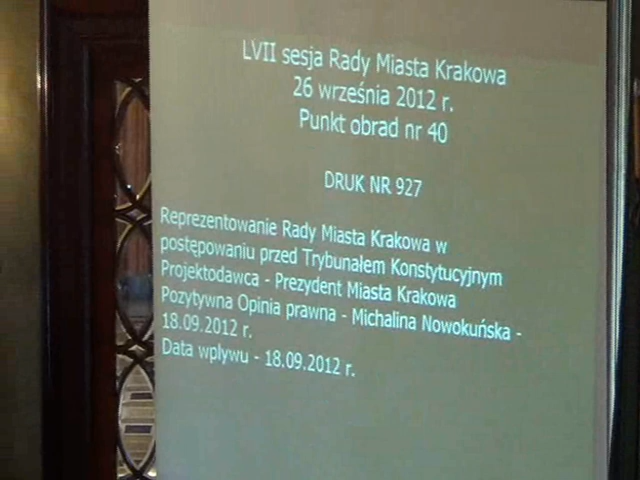 LVII sesja Rady Miasta Krakowa
26 września 2012 r.
Punkt obrad nr 40
DRUK NR 927
Reprezentowanie Rady Miasta Krakowa w
postępowaniu przed Trybunałem Konstytucyjnym
Projektodawca - Prezydent Miasta Krakowa
Pozytywna Opinia prawna - Michalina Nowokuńska -
18.09.2012 r.
Data wpływu - 18.09.2012 r.